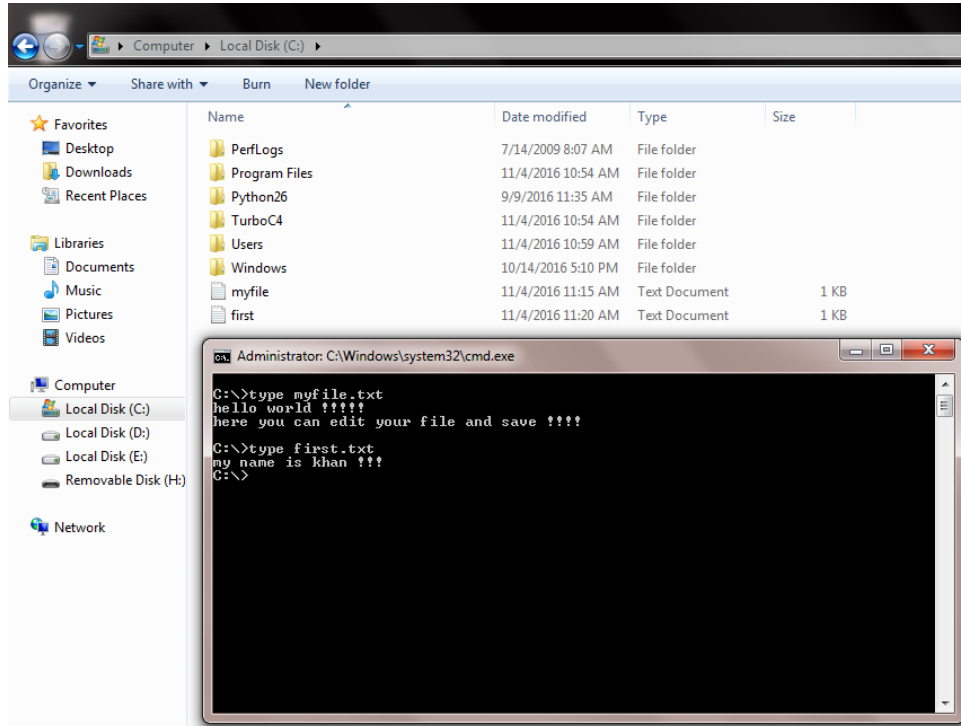 Computer ▸ Local Disk (C:) ▸
Organize ▾ Share with ▾ Burn New folder
Favorites
Desktop
Downloads
Recent Places
Libraries
Documents
Music
Pictures
Videos
Computer
Local Disk (C:)
Local Disk (D:)
Local Disk (E:)
Removable Disk (H:)
Network
Name Date modified Type Size
PerfLogs 7/14/2009 8:07 AM File folder
Program Files 11/4/2016 10:54 AM File folder
Python26 9/9/2016 11:35 AM File folder
TurboC4 11/4/2016 10:54 AM File folder
Users 11/4/2016 10:59 AM File folder
Windows 10/14/2016 5:10 PM File folder
myfile 11/4/2016 11:15 AM Text Document 1 KB
first 11/4/2016 11:20 AM Text Document 1 KB
Administrator: C:\Windows\system32\cmd.exe
C:\>type myfile.txt
hello world !!!!!
here you can edit your file and save !!!!
C:\>type first.txt
my name is khan !!!
C:\>